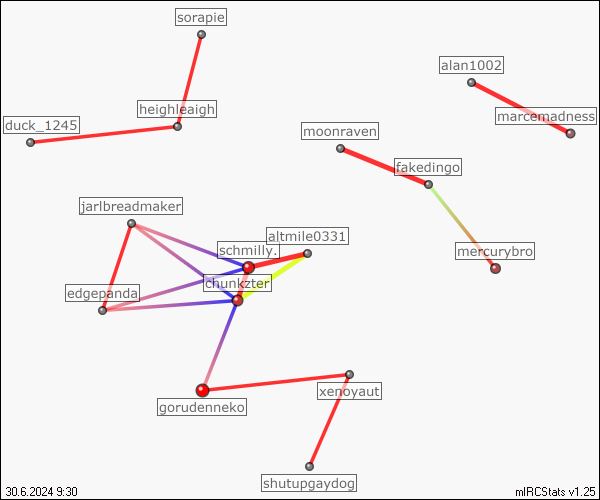 sorapie
alan1002
heighleaigh
marcemadness
duck_1245
moonraven
fakedingo
jarlbreadmaker
altmile0331
schmilly.
mercurybro
chunkzter
edgepanda
xenoyaut
gorudenneko
shutupgaydog
30.6.2024 9:30
mIRCStats v1.25